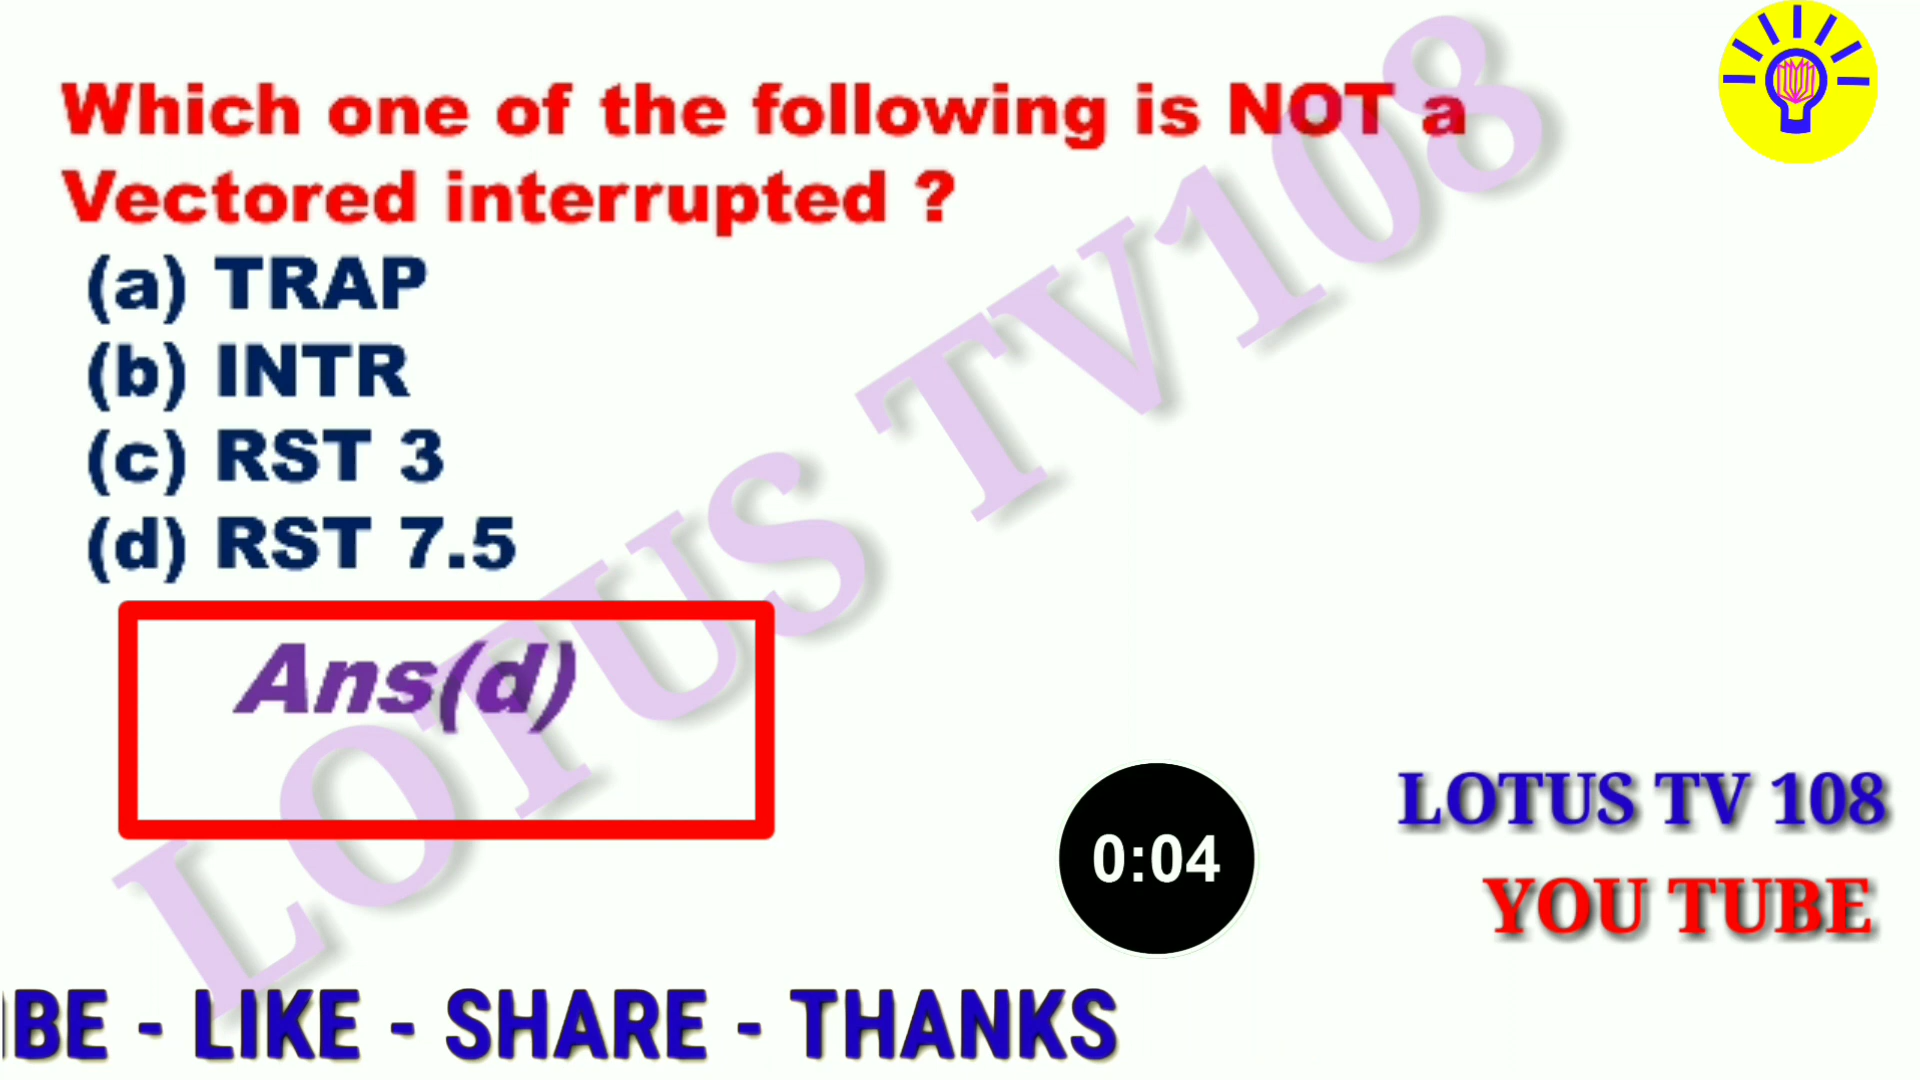 Which one of the following is NOT a
Vectored interrupted ?
(a) TRAP
(b) INTR
(c) RST 3
(d) RST 7.5
Ans(d)
LOTUS TV108
0:04
LOTUS TV 108
YOU TUBE
BE - LIKE - SHARE - THANKS